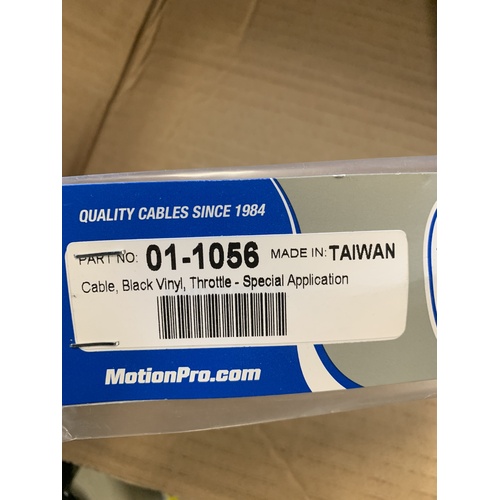 QUALITY CABLES SINCE 1984
PART NO: 01-1056 MADE IN: TAIWAN
Cable, Black Vinyl, Throttle - Special Application
MotionPro.com